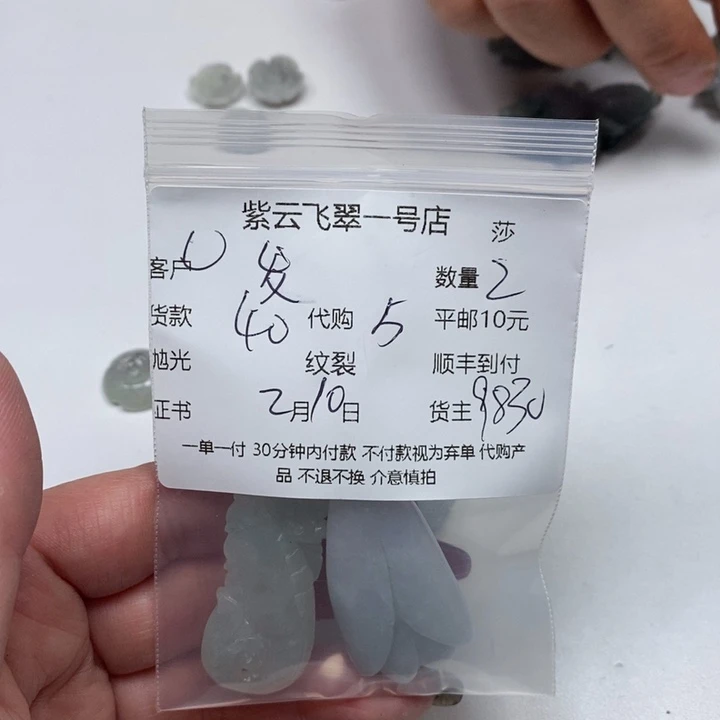 紫云飞翠一号店 莎
客户 发 数量 2
货款 40 代购 5 平邮10元
抛光 纹裂 顺丰到付
证书 2月10日 货主 9830
一单一付 30分钟内付款 不付款视为弃单 代购产
品 不退不换 介意慎拍